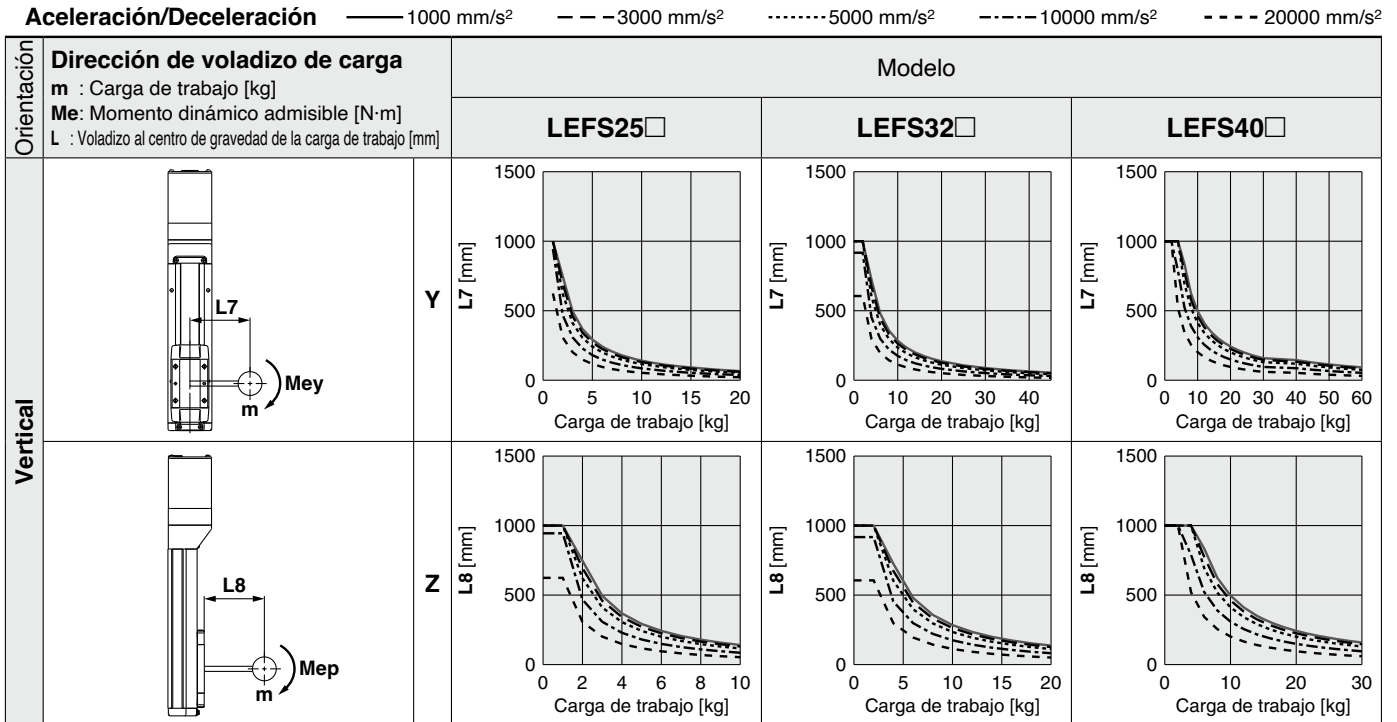 Aceleración/Deceleración 1000 mm/s² 3000 mm/s² 5000 mm/s² 10000 mm/s² 20000 mm/s²
Orientación
Dirección de voladizo de carga
m : Carga de trabajo [kg]
Me: Momento dinámico admisible [N·m]
L : Voladizo al centro de gravedad de la carga de trabajo [mm]
Modelo
LEFS25□ LEFS32□ LEFS40□
Vertical
L7
Mey
m
Y
L7 [mm]
1500
1000
500
0
0 5 10 15 20
Carga de trabajo [kg]
L7 [mm]
1500
1000
500
0
0 10 20 30 40
Carga de trabajo [kg]
L7 [mm]
1500
1000
500
0
0 10 20 30 40 50 60
Carga de trabajo [kg]
L8
Mep
m
Z
L8 [mm]
1500
1000
500
0
0 2 4 6 8 10
Carga de trabajo [kg]
L8 [mm]
1500
1000
500
0
0 5 10 15 20
Carga de trabajo [kg]
L8 [mm]
1500
1000
500
0
0 10 20 30
Carga de trabajo [kg]